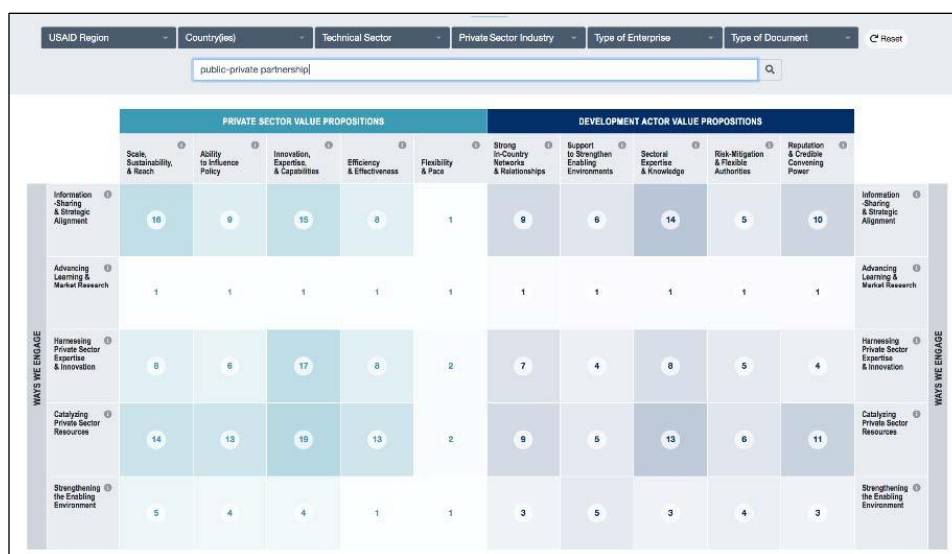 USAID Region
Country(ies)
Technical Sector
Private Sector Industry
Type of Enterprise
Type of Document
Reset
public-private partnership
PRIVATE SECTOR VALUE PROPOSITIONS
DEVELOPMENT ACTOR VALUE PROPOSITIONS
Scale,
Sustainability,
& Reach
Ability
to Influence
Policy
Innovation,
Expertise,
& Capabilities
Efficiency
& Effectiveness
Flexibility
& Pace
Strong
In-Country
Networks
& Relationships
Support
to Strengthen
Enabling
Environments
Sectoral
Expertise
& Knowledge
Risk-Mitigation
& Flexible
Authorities
Reputation
& Credible
Convening
Power
WAYS WE ENGAGE
Information
-Sharing
& Strategic
Alignment
16 9 15 8 1 9 6 14 5 10
Information
-Sharing
& Strategic
Alignment
Advancing
Learning &
Market Research
1 1 1 1 1 1 1 1 1 1
Advancing
Learning &
Market Research
Harnessing
Private Sector
Expertise
& Innovation
8 6 17 8 2 7 4 8 5 4
Harnessing
Private Sector
Expertise
& Innovation
Catalyzing
Private Sector
Resources
14 13 19 13 2 9 5 13 6 11
Catalyzing
Private Sector
Resources
Strengthening
the Enabling
Environment
5 4 4 1 1 3 5 3 4 3
Strengthening
the Enabling
Environment
WAYS WE ENGAGE